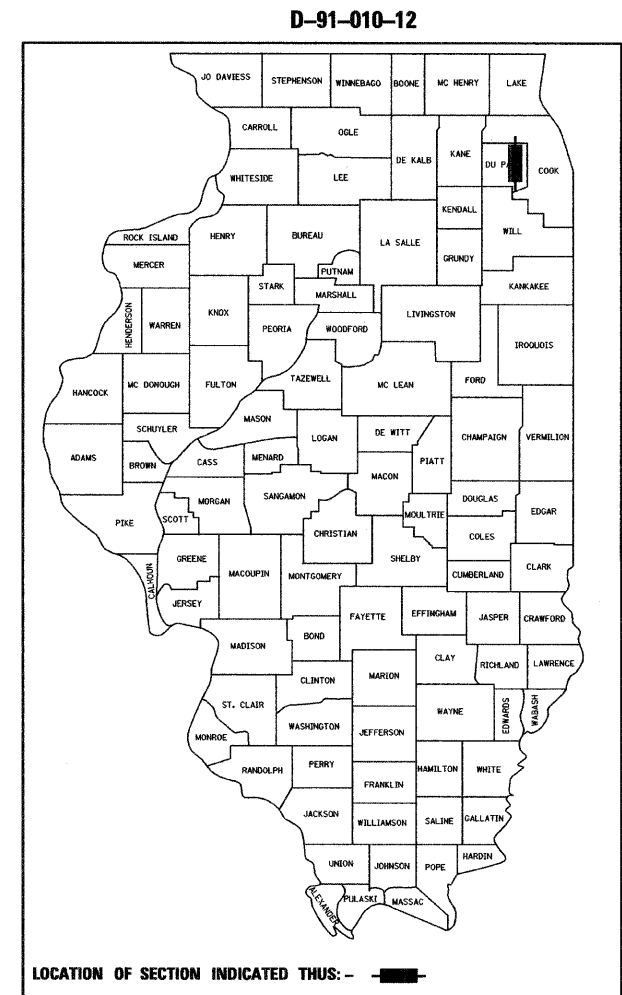 D-91-010-12
JO DAVIESS STEPHENSON WINNEBAGO BOONE MC HENRY LAKE
CARROLL OGLE
DE KALB KANE DU PA COOK
WHITESIDE LEE
KENDALL
ROCK ISLAND HENRY BUREAU LA SALLE WILL
MERCER PUTNAM GRUNDY
STARK MARSHALL KANKAKEE
HENDERSON WARREN KNOX PEORIA WOODFORD LIVINGSTON IROQUOIS
HANCOCK MC DONOUGH FULTON TAZEWELL MC LEAN FORD
MASON
SCHUYLER LOGAN DE WITT CHAMPAIGN VERMILION
ADAMS BROWN CASS MENARD MACON PIATT
MORGAN SANGAMON DOUGLAS
PIKE SCOTT CHRISTIAN MOULTRIE COLES EDGAR
GREENE SHELBY
CALHOUN MACOUPIN MONTGOMERY CUMBERLAND CLARK
JERSEY
FAYETTE EFFINGHAM JASPER CRAWFORD
MADISON BOND
CLAY RICHLAND LAWRENCE
CLINTON MARION
ST. CLAIR WAYNE EDWARDS WABASH
WASHINGTON JEFFERSON
MONROE
RANDOLPH PERRY HAMILTON WHITE
FRANKLIN
JACKSON WILLIAMSON SALINE GALLATIN
UNION JOHNSON POPE HARDIN
ALEXANDER PULASKI MASSAC
LOCATION OF SECTION INDICATED THUS: -